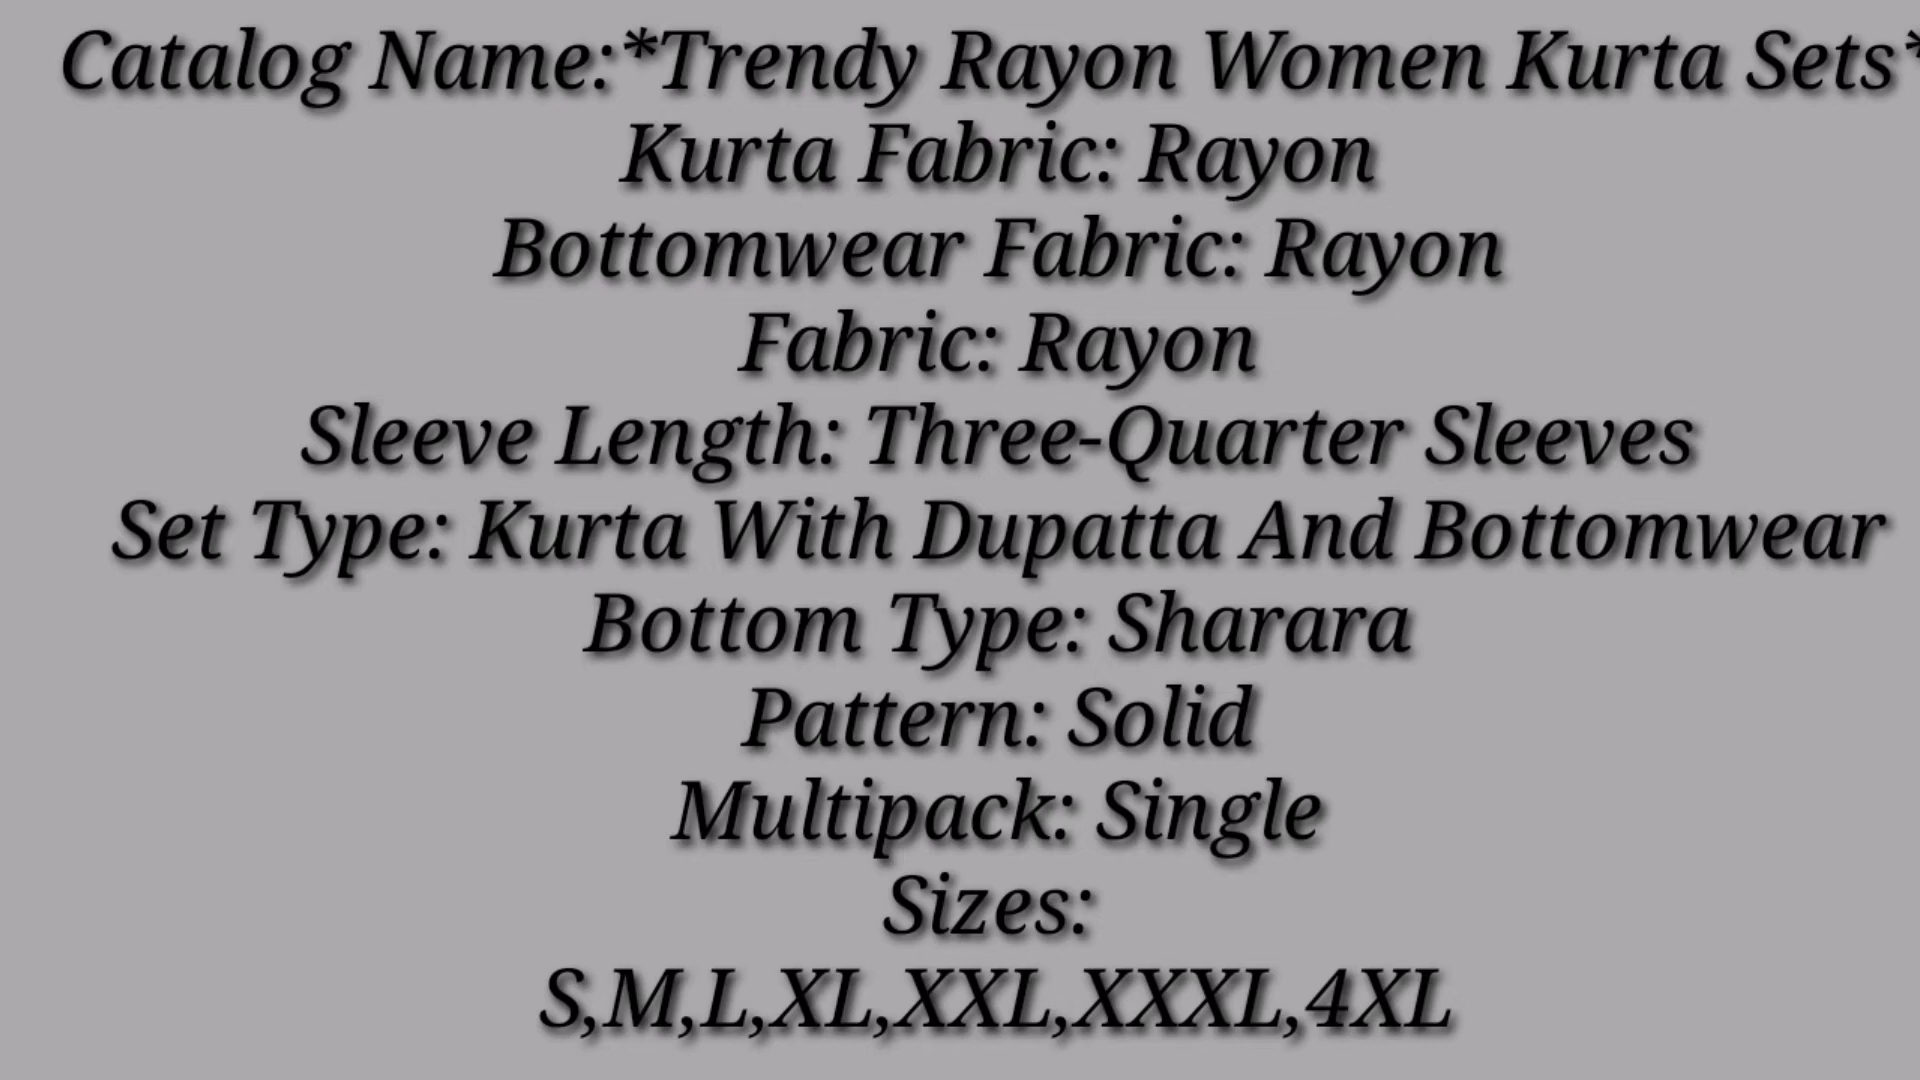 Catalog Name:*Trendy Rayon Women Kurta Sets*
Kurta Fabric: Rayon
Bottomwear Fabric: Rayon
Fabric: Rayon
Sleeve Length: Three-Quarter Sleeves
Set Type: Kurta With Dupatta And Bottomwear
Bottom Type: Sharara
Pattern: Solid
Multipack: Single
Sizes:
S,M,L,XL,XXL,XXXL,4XL